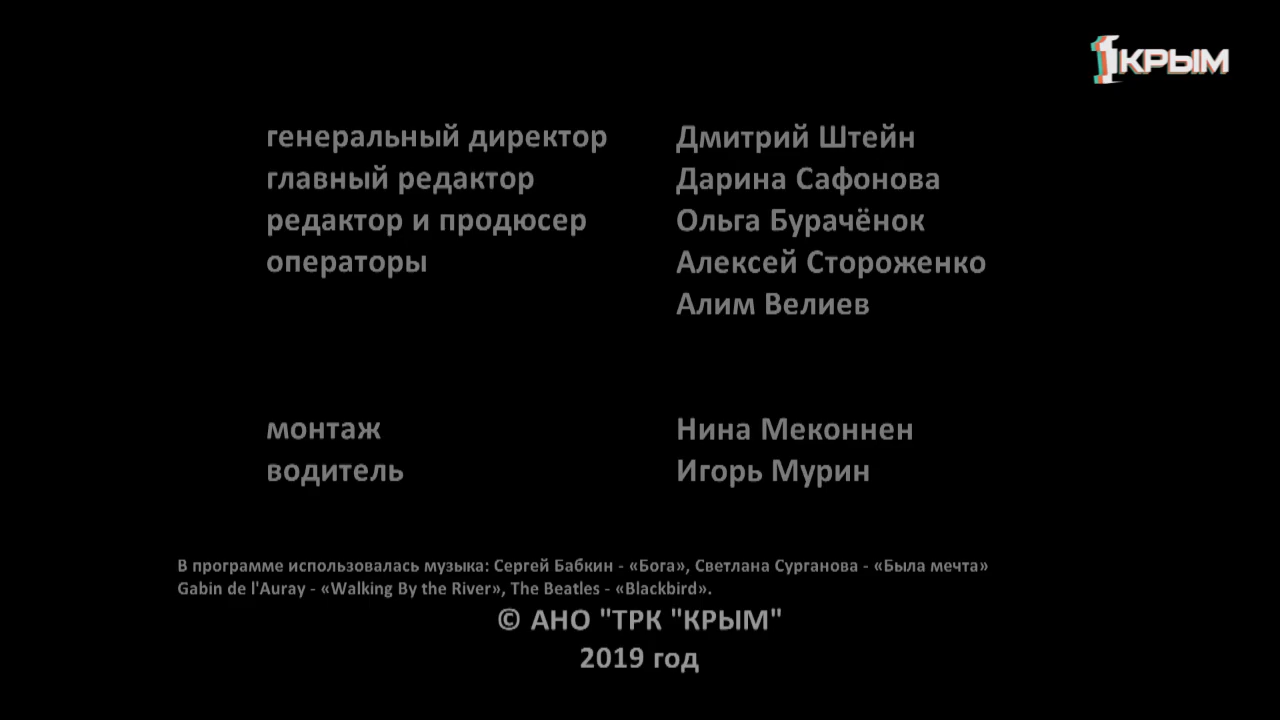 1КРЫМ
генеральный директор Дмитрий Штейн
главный редактор Дарина Сафонова
редактор и продюсер Ольга Бурачёнок
операторы Алексей Стороженко
Алим Велиев
монтаж Нина Меконнен
водитель Игорь Мурин
В программе использовалась музыка: Сергей Бабкин - «Бога», Светлана Сурганова - «Была мечта»
Gabin de l'Auray - «Walking By the River», The Beatles - «Blackbird».
© АНО "ТРК "КРЫМ"
2019 год